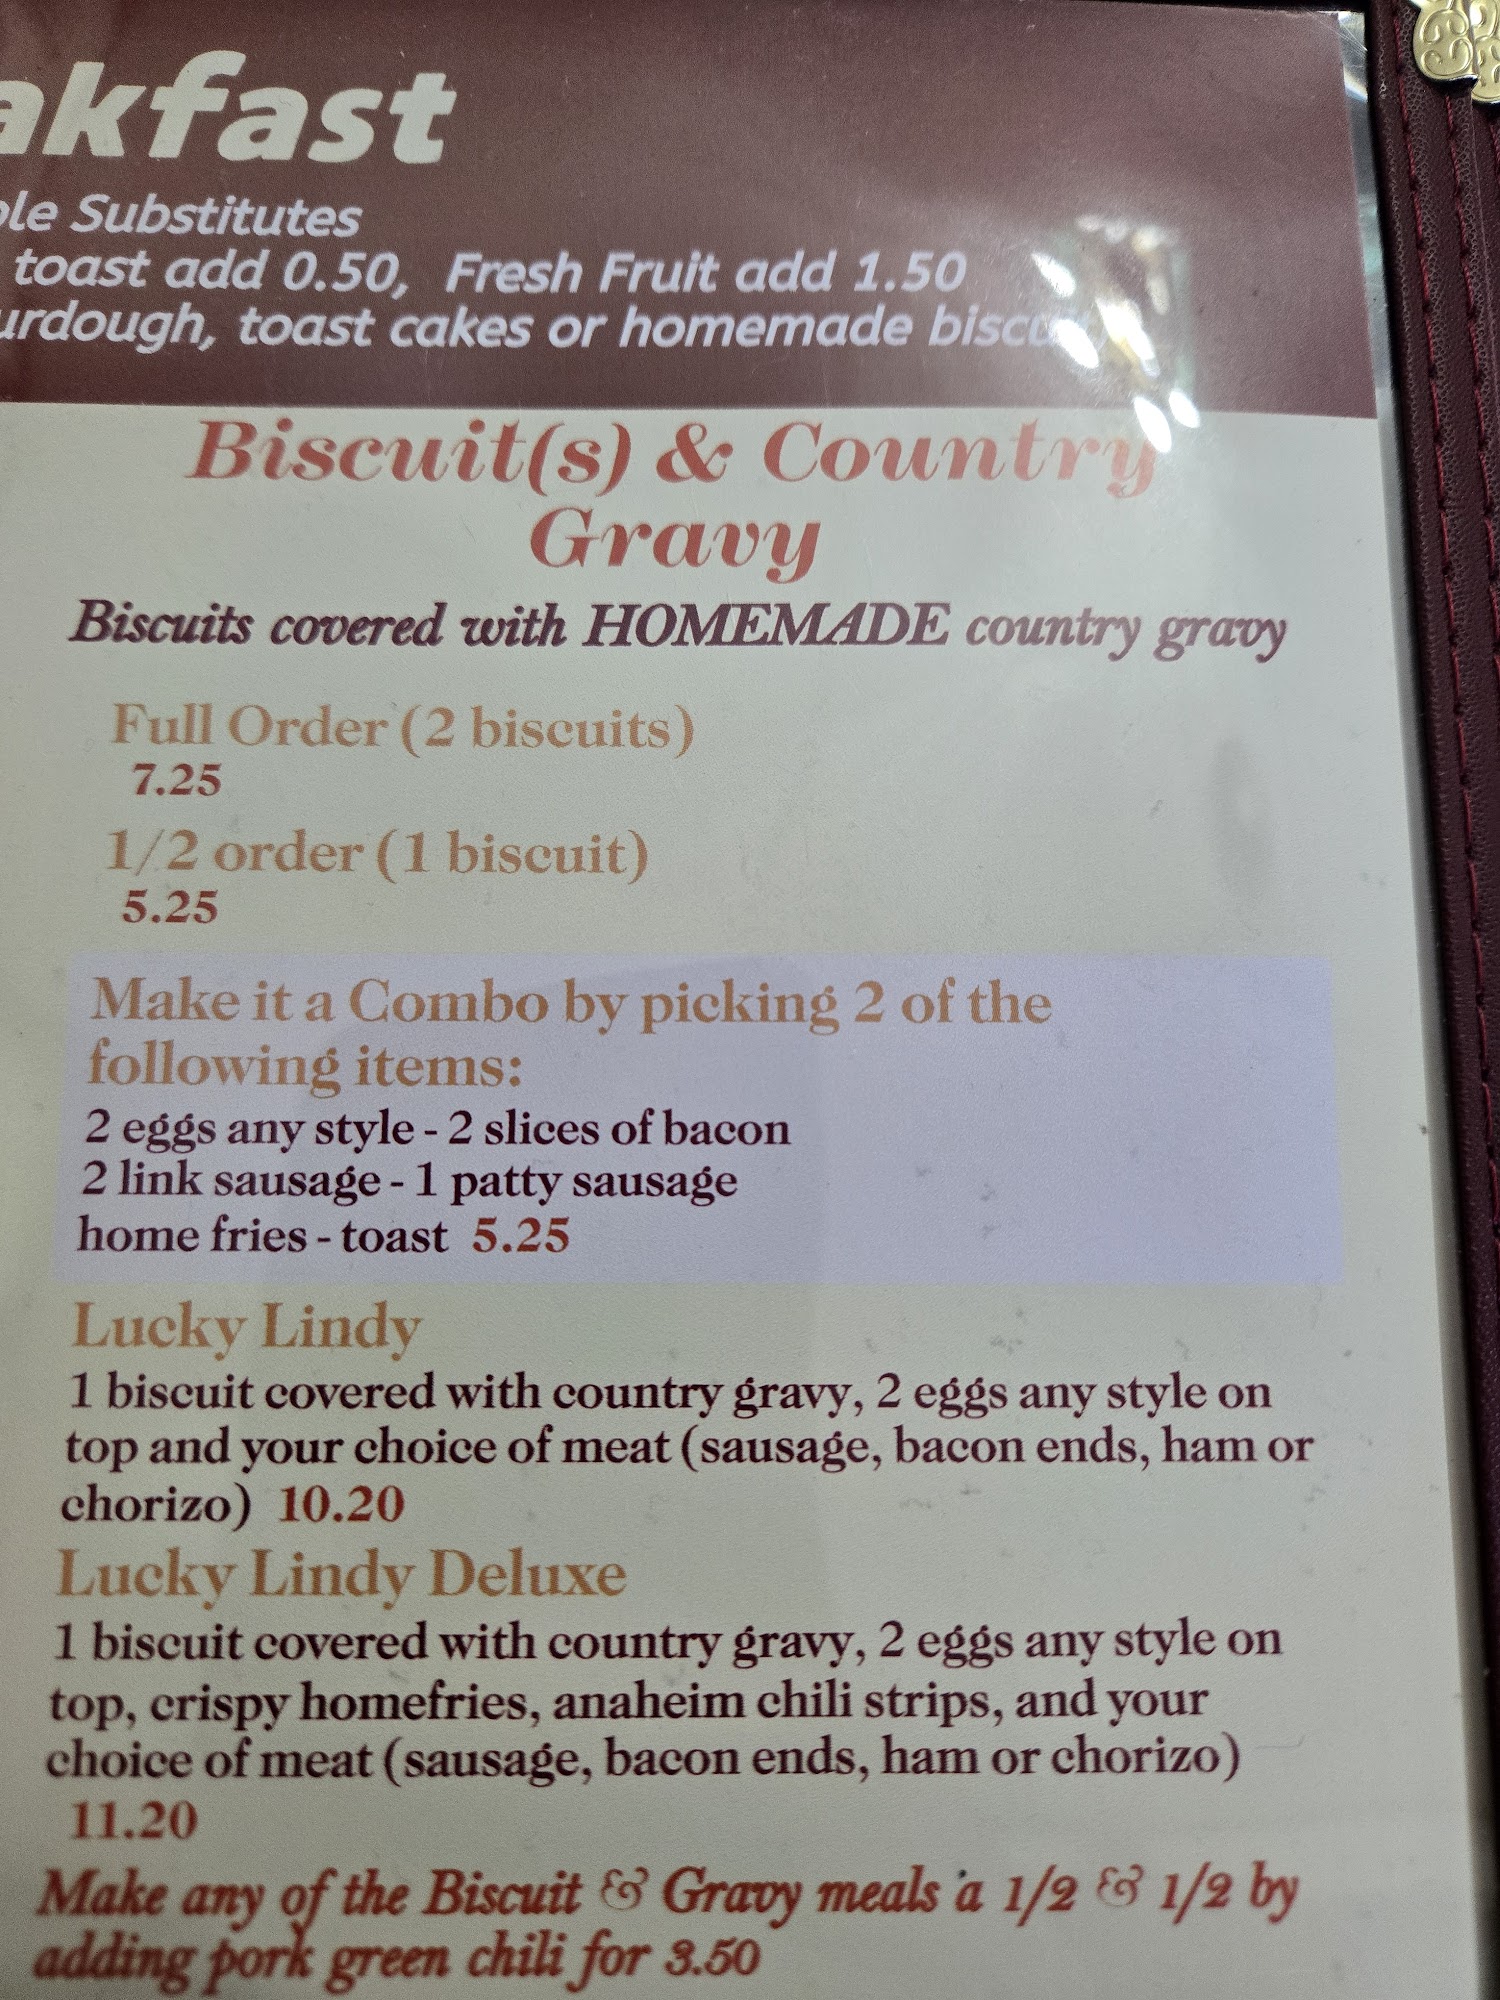 akfast
ole Substitutes
toast add 0.50, Fresh Fruit add 1.50
urdough, toast cakes or homemade
Biscuit(s) & Country
Gravy
Biscuits covered with HOMEMADE country gravy
Full Order (2 biscuits)
7.25
1/2 order (1 biscuit)
5.25
Make it a Combo by picking 2 of the
following items:
2 eggs any style - 2 slices of bacon
2 link sausage - 1 patty sausage
home fries - toast 5.25
Lucky Lindy
1 biscuit covered with country gravy, 2 eggs any style on
top and your choice of meat (sausage, bacon ends, ham or
chorizo) 10.20
Lucky Lindy Deluxe
1 biscuit covered with country gravy, 2 eggs any style on
top, crispy homefries, anaheim chili strips, and your
choice of meat (sausage, bacon ends, ham or chorizo)
11.20
Make any of the Biscuit & Gravy meals a 1/2 & 1/2 by
adding pork green chili for 3.50